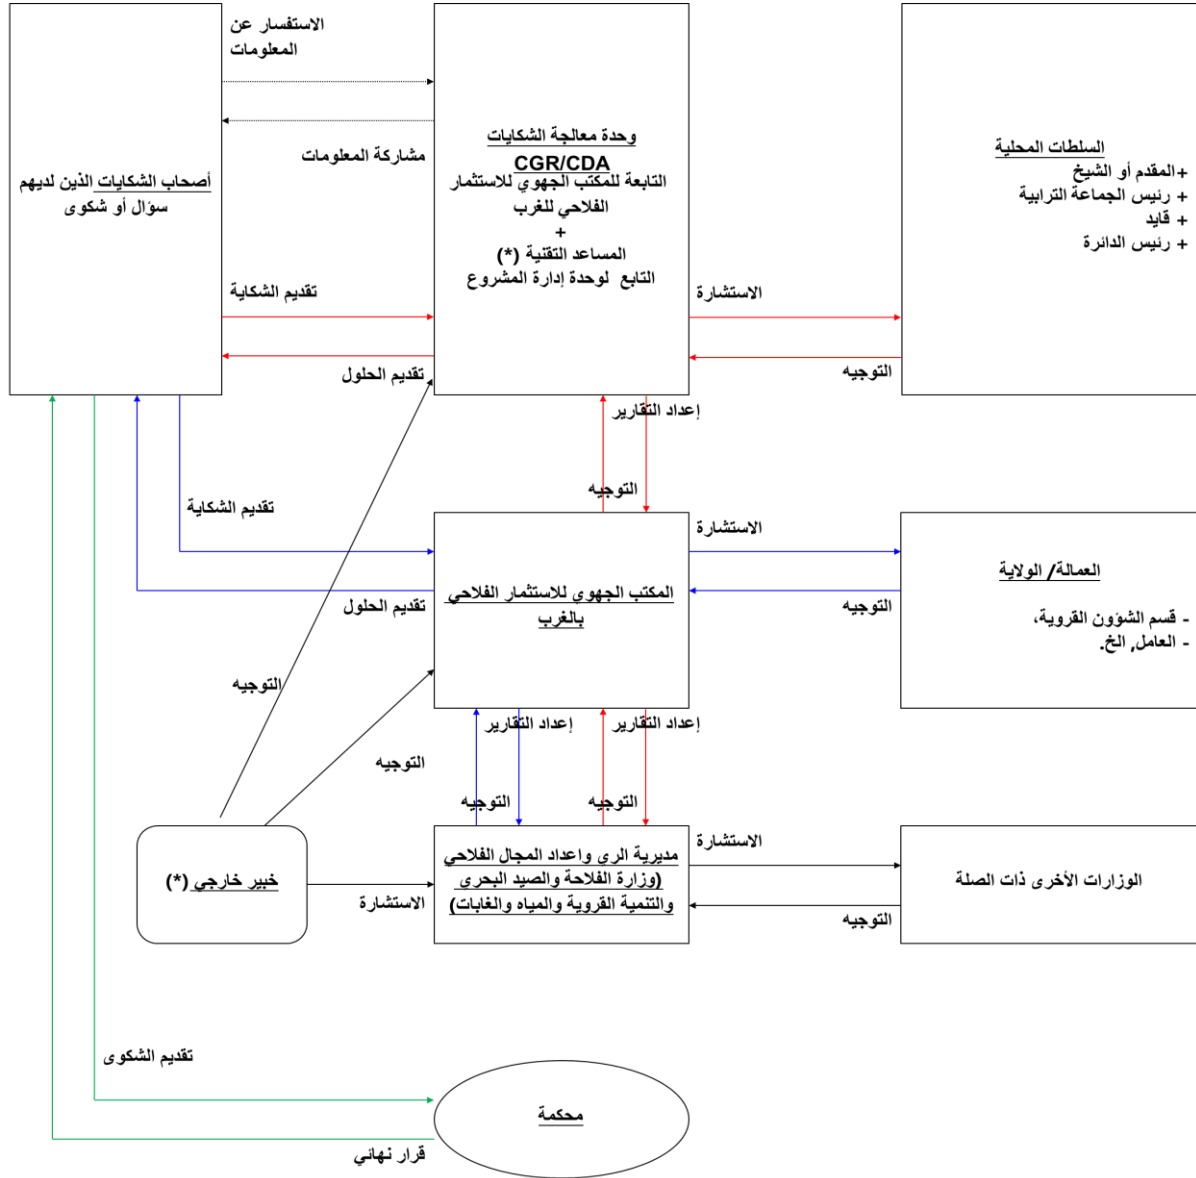 الاستفسار عن
المعلومات
مشاركة المعلومات
أصحاب الشكايات الذين لديهم
سؤال أو شكوى
وحدة معالجة الشكايات
CGR/CDA
التابعة للمكتب الجهوي للاستثمار
الفلاحي للغرب
+
المساعد التقنية (*)
التابع لوحدة إدارة المشروع
السلطات المحلية
+المقدم أو الشيخ
+ رئيس الجماعة الترابية
+ قايد
+ رئيس الدائرة
تقديم الشكاية
تقديم الحلول
الاستشارة
التوجيه
إعداد التقارير
التوجيه
تقديم الشكاية
تقديم الحلول
المكتب الجهوي للاستثمار الفلاحي
بالغرب
الاستشارة
التوجيه
العمالة/ الولاية
- قسم الشؤون القروية،
- العامل, الخ.
التوجيه
التوجيه
إعداد التقارير
إعداد التقارير
التوجيه
التوجيه
خبير خارجي (*)
الاستشارة
مديرية الري واعداد المجال الفلاحي
(وزارة الفلاحة والصيد البحري
والتنمية القروية والمياه والغابات)
الاستشارة
التوجيه
الوزارات الأخرى ذات الصلة
تقديم الشكوى
محكمة
قرار نهائي